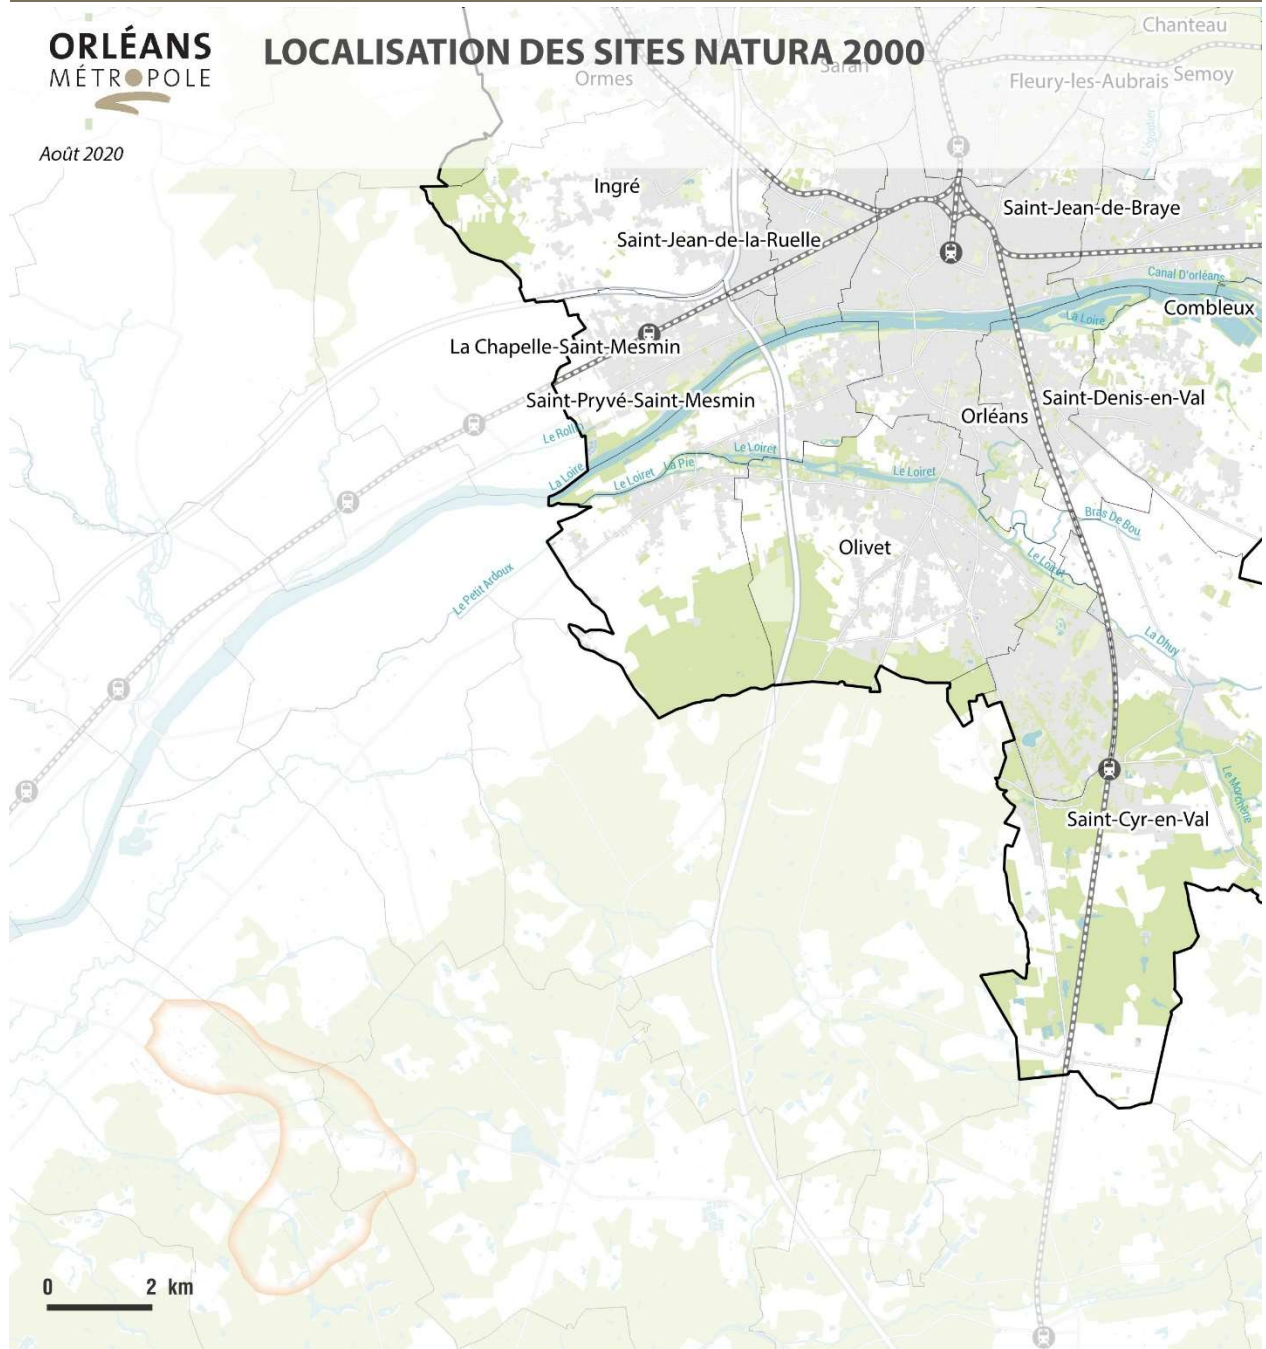 ORLÉANS
MÉTROPOLE
LOCALISATION DES SITES NATURA 2000
Août 2020
Chanteau
Saran
Ormes
Fleury-les-Aubrais
Semoy
L'egoutier
Ingré
Saint-Jean-de-Braye
Saint-Jean-de-la-Ruelle
Canal D'orléans
La Loire
Combleux
La Chapelle-Saint-Mesmin
Saint-Pryvé-Saint-Mesmin
Saint-Denis-en-Val
Orléans
Le Rollin
Le Loiret
La Pie
Le Loiret
Le Loiret
La Loire
Bras De Bou
Olivet
Le Loiret
Le Petit Ardoux
La Dhuy
Le Marchène
Saint-Cyr-en-Val
0 2 km